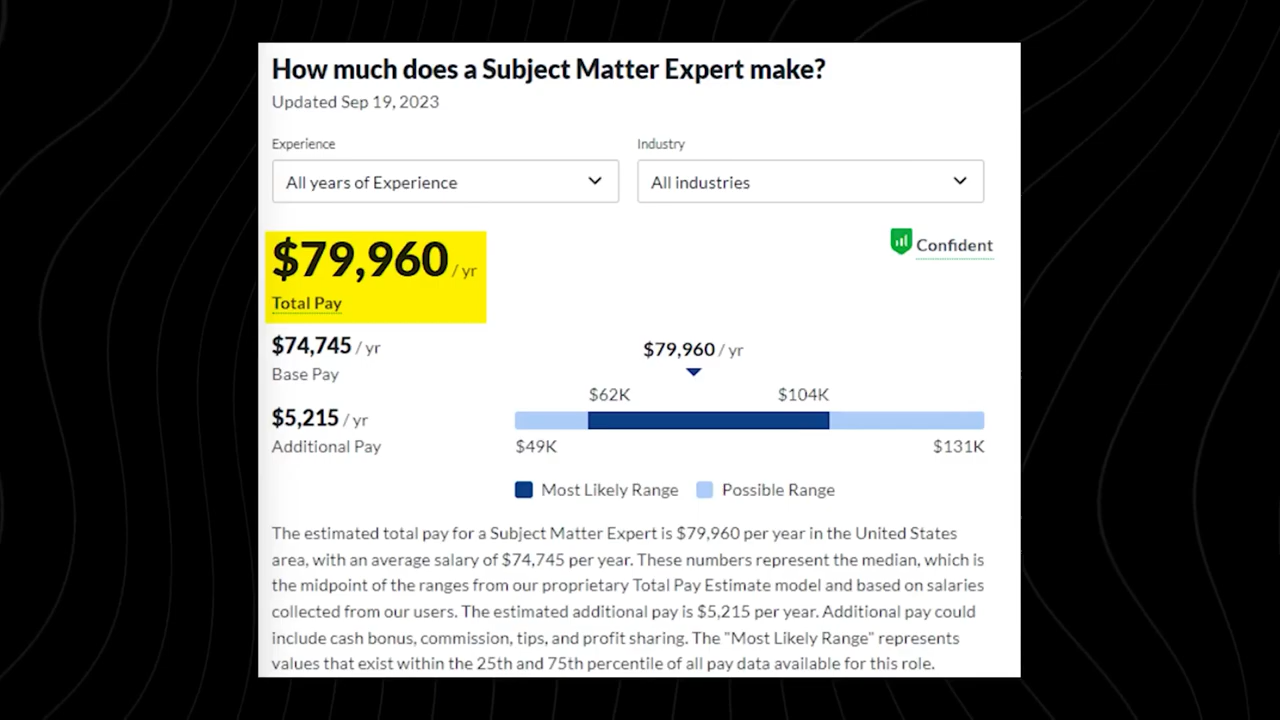 How much does a Subject Matter Expert make?
Updated Sep 19, 2023
Experience
Industry
All years of Experience
All industries
$79,960 / yr
Confident
Total Pay
$74,745 / yr
Base Pay
$79,960 / yr
$62K
$104K
$5,215 / yr
Additional Pay
$49K
$131K
Most Likely Range
Possible Range
The estimated total pay for a Subject Matter Expert is $79,960 per year in the United States
area, with an average salary of $74,745 per year. These numbers represent the median, which is
the midpoint of the ranges from our proprietary Total Pay Estimate model and based on salaries
collected from our users. The estimated additional pay is $5,215 per year. Additional pay could
include cash bonus, commission, tips, and profit sharing. The "Most Likely Range" represents
values that exist within the 25th and 75th percentile of all pay data available for this role.